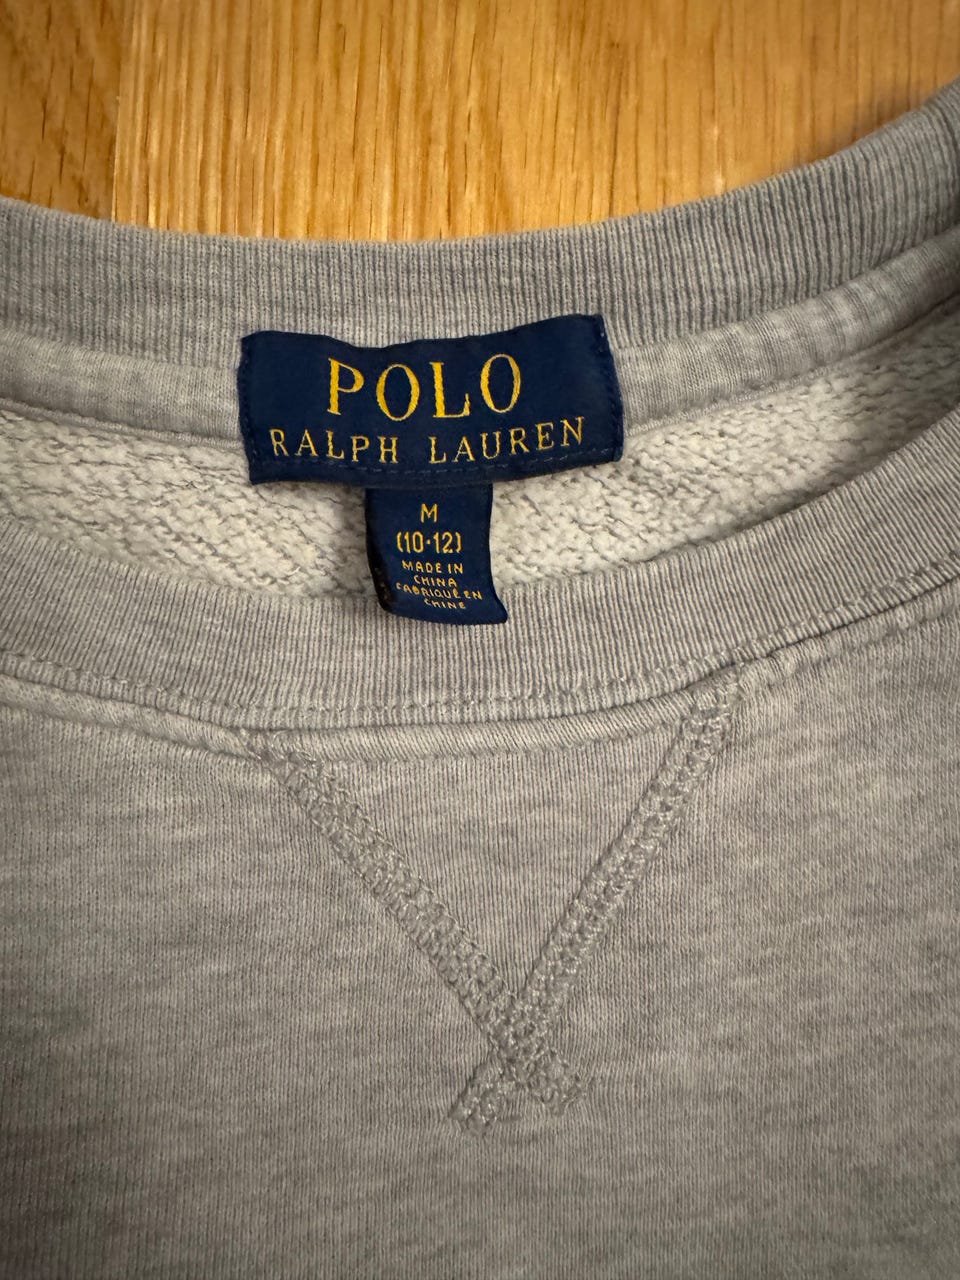 POLO
RALPH LAUREN
M
(10-12)
MADE IN
CHINA
FABRIQUÉ EN
CHINE